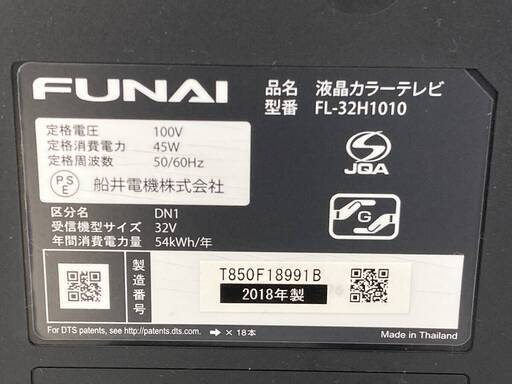 FUNAI
品名 液晶カラーテレビ
型番 FL-32H1010
定格電圧 100V
定格消費電力 45W
定格周波数 50/60Hz
PSE
船井電機株式会社
JQA
G
区分名 DN1
受信機型サイズ 32V
年間消費電力量 54kWh/年
製造番号
T850F18991B
2018年製
For DTS patents, see http://patents.dts.com.
× 18本
Made in Thailand